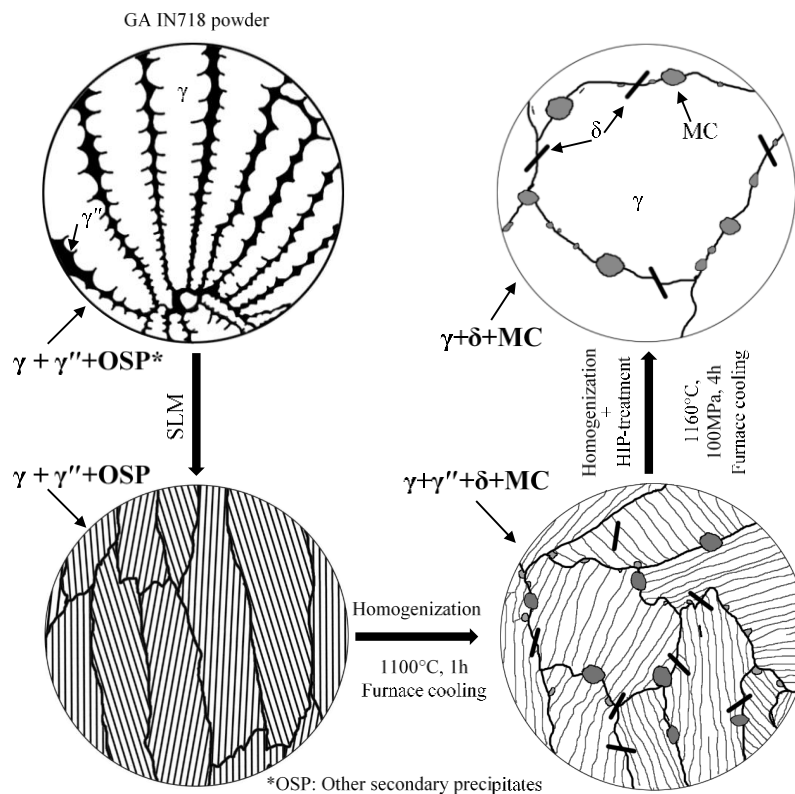 GA IN718 powder
γ
γ″
γ + γ″+OSP*
SLM
γ + γ″+OSP
Homogenization
1100°C, 1h
Furnace cooling
γ+γ″+δ+MC
Homogenization
+
HIP-treatment
1160°C,
100MPa, 4h
Furnace cooling
γ+δ+MC
δ
MC
γ
*OSP: Other secondary precipitates